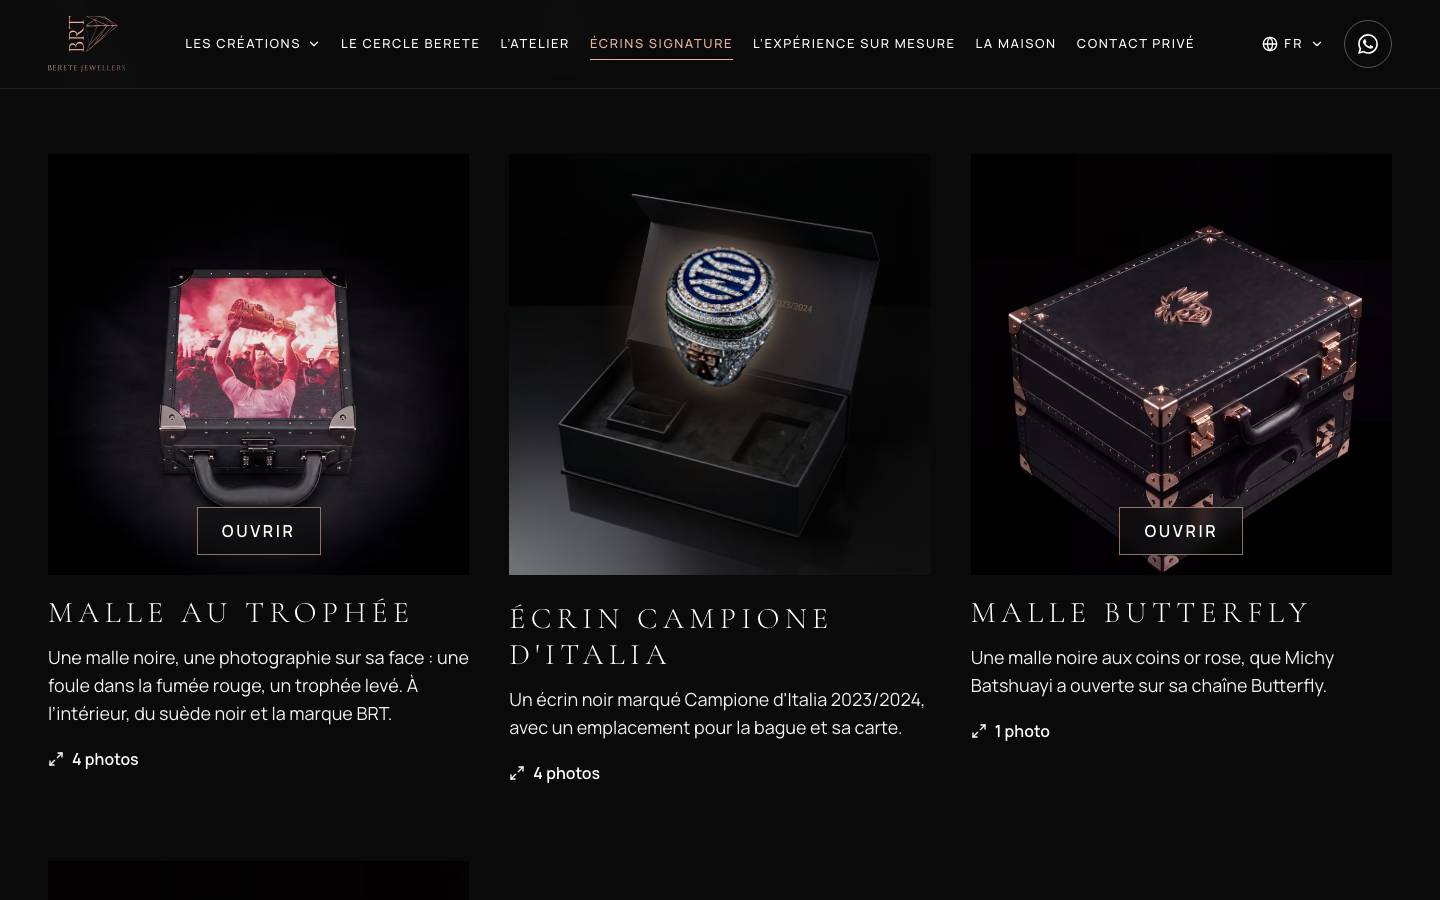 BRT
BERETE JEWELLERS
LES CRÉATIONS
LE CERCLE BERETE
L'ATELIER
ÉCRINS SIGNATURE
L'EXPÉRIENCE SUR MESURE
LA MAISON
CONTACT PRIVÉ
FR
2023/2024
OUVRIR
OUVRIR
MALLE AU TROPHÉE
Une malle noire, une photographie sur sa face : une
foule dans la fumée rouge, un trophée levé. À
l'intérieur, du suède noir et la marque BRT.
4 photos
ÉCRIN CAMPIONE
D'ITALIA
Un écrin noir marqué Campione d'Italia 2023/2024,
avec un emplacement pour la bague et sa carte.
4 photos
MALLE BUTTERFLY
Une malle noire aux coins or rose, que Michy
Batshuayi a ouverte sur sa chaîne Butterfly.
1 photo